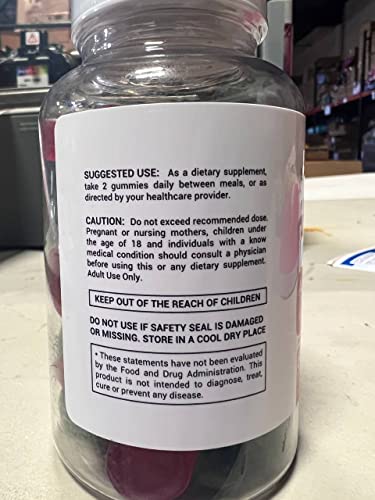 SUGGESTED USE: As a dietary supplement,
take 2 gummies daily between meals, or as
directed by your healthcare provider.
CAUTION: Do not exceed recommended dose.
Pregnant or nursing mothers, children under
the age of 18 and individuals with a know
medical condition should consult a physician
before using this or any dietary supplement.
Adult Use Only.
KEEP OUT OF THE REACH OF CHILDREN
DO NOT USE IF SAFETY SEAL IS DAMAGED
OR MISSING. STORE IN A COOL DRY PLACE
* These statements have not been evaluated
by the Food and Drug Administration. This
product is not intended to diagnose, treat,
cure or prevent any disease.